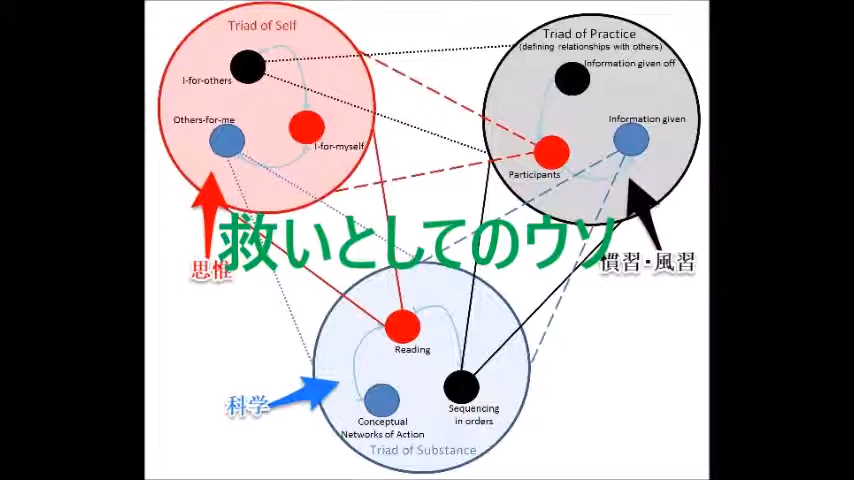 Triad of Self
I-for-others
Others-for-me
I-for-myself
Triad of Practice
(defining relationships with others)
Information given off
Information given
Participants
救いとしてのウソ
思惟
慣習・風習
Reading
科学
Sequencing
in orders
Conceptual
Networks of Action
Triad of Substance